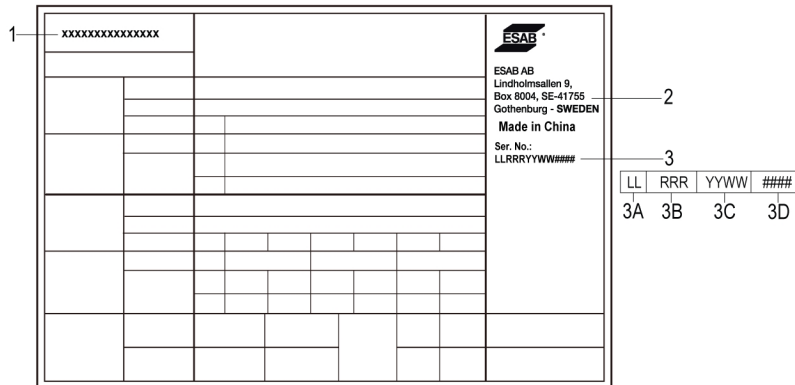 1
xxxxxxxxxxxxxxx
ESAB
ESAB AB
Lindholmsallen 9,
Box 8004, SE-41755
Gothenburg - SWEDEN
2
Made in China
Ser. No.:
LLRRRYYWW####
3
LL RRR YYWW ####
3A 3B 3C 3D